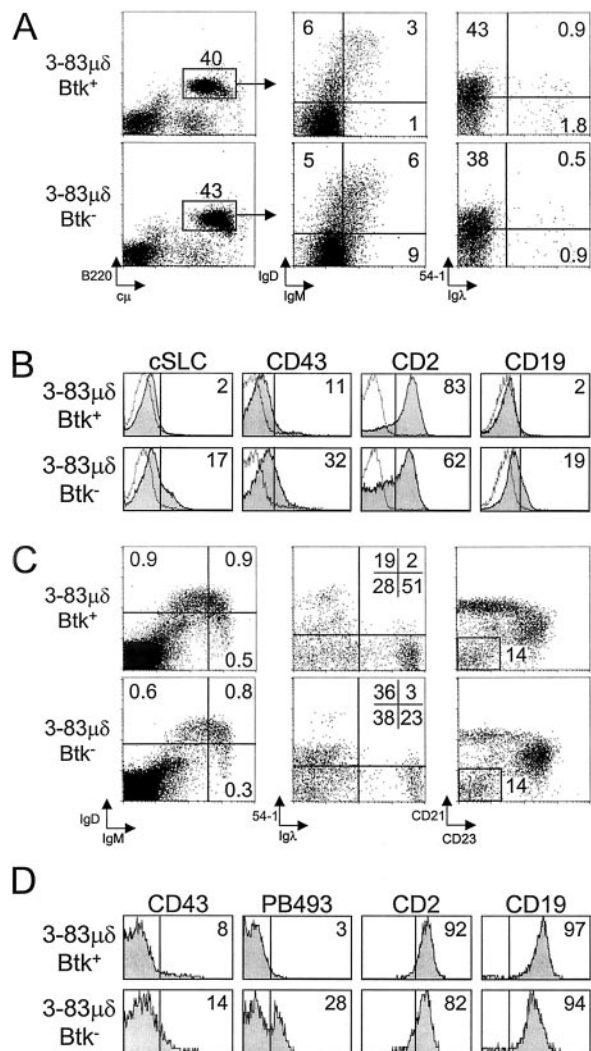 A
3-83μδ
Btk+
40
6 3
1
43 0.9
1.8
3-83μδ
Btk-
43
5 6
9
38 0.5
0.9
B220
cμ
IgD
IgM
54-1
Igλ
B
cSLC CD43 CD2 CD19
3-83μδ
Btk+
2 11 83 2
3-83μδ
Btk-
17 32 62 19
C
3-83μδ
Btk+
0.9 0.9
0.5
19 2
28 51
14
3-83μδ
Btk-
0.6 0.8
0.3
36 3
38 23
14
IgD
IgM
54-1
Igλ
CD21
CD23
D
CD43 PB493 CD2 CD19
3-83μδ
Btk+
8 3 92 97
3-83μδ
Btk-
14 28 82 94